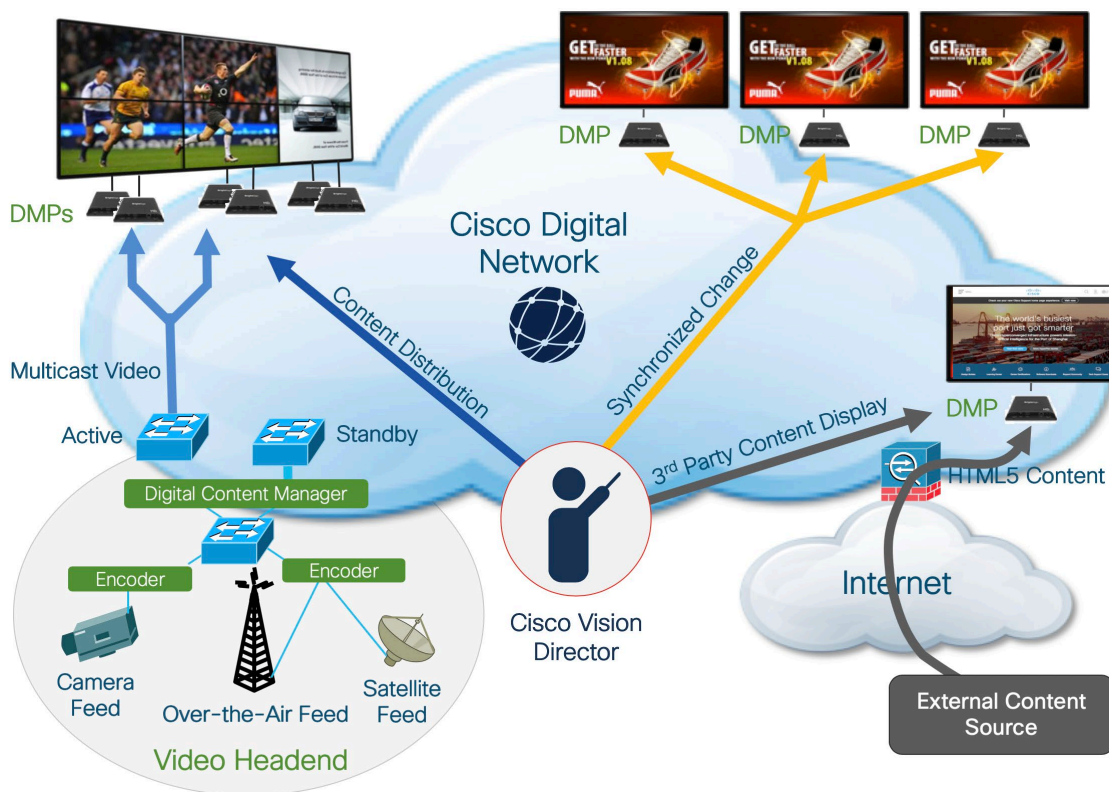 GET
FASTER
V1.08
PUMA
GET
FASTER
V1.08
PUMA
GET
FASTER
V1.08
PUMA
DMP
DMP
DMP
DMPs
Cisco Digital
Network
Content Distribution
Synchronized Change
The world's busiest
port just got smarter
Multicast Video
Active
Standby
3rd Party Content Display
DMP
HTML5 Content
Digital Content Manager
Encoder
Encoder
Internet
Cisco Vision
Director
Camera
Feed
Over-the-Air Feed
Satellite
Feed
Video Headend
External Content
Source